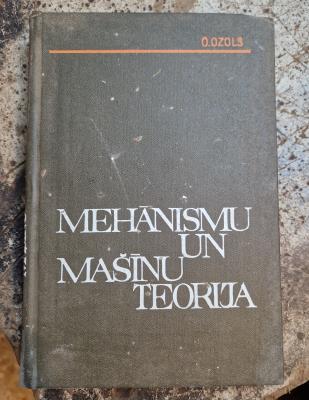 O.OZOLS
MEHĀNISMU
UN
MAŠĪNU
TEORIJA